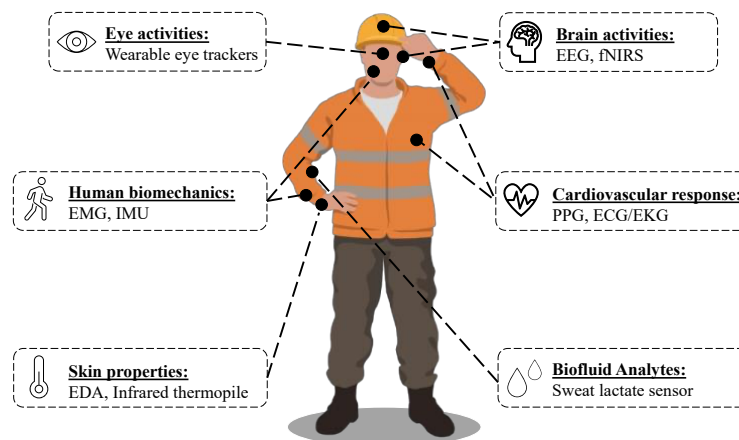 Eye activities:
Wearable eye trackers
Brain activities:
EEG, fNIRS
Human biomechanics:
EMG, IMU
Cardiovascular response:
PPG, ECG/EKG
Skin properties:
EDA, Infrared thermopile
Biofluid Analytes:
Sweat lactate sensor